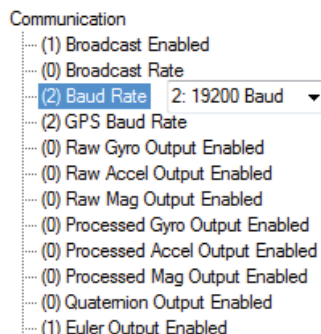 Communication
(1) Broadcast Enabled
(0) Broadcast Rate
(2) Baud Rate 2: 19200 Baud
(2) GPS Baud Rate
(0) Raw Gyro Output Enabled
(0) Raw Accel Output Enabled
(0) Raw Mag Output Enabled
(0) Processed Gyro Output Enabled
(0) Processed Accel Output Enabled
(0) Processed Mag Output Enabled
(0) Quaternion Output Enabled
(1) Euler Output Enabled